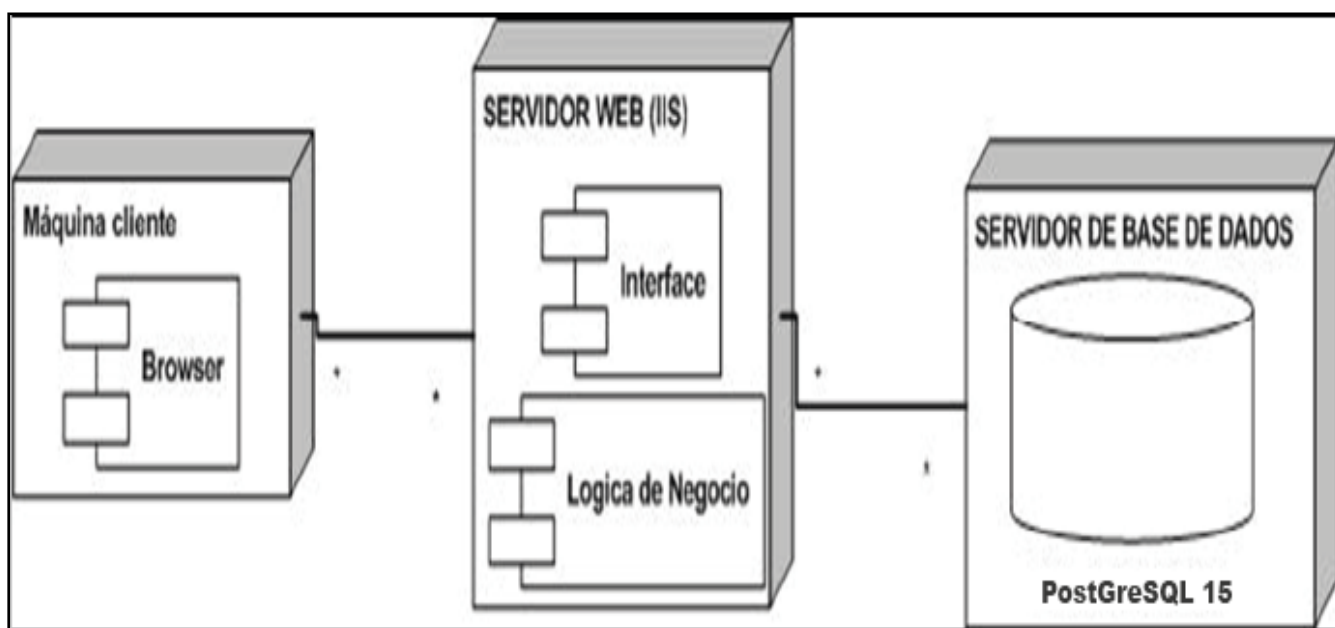 Máquina cliente
Browser
SERVIDOR WEB (IIS)
Interface
Logica de Negocio
SERVIDOR DE BASE DE DADOS
PostGreSQL 15